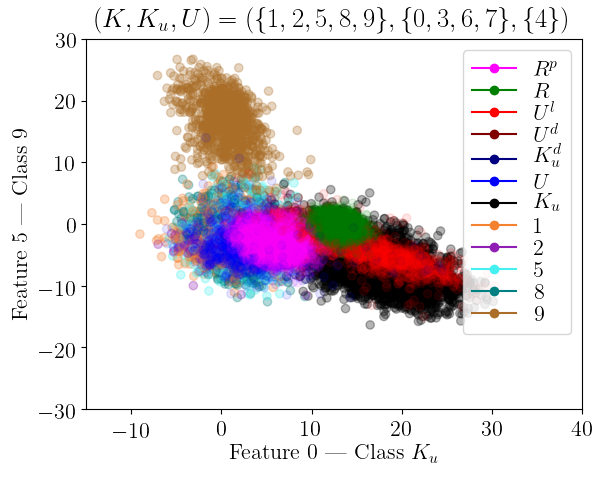 (K, K_u, U) = ({1, 2, 5, 8, 9}, {0, 3, 6, 7}, {4})
30
20
10
0
−10
−20
−30
Feature 5 — Class 9
−10 0 10 20 30 40
Feature 0 — Class K_u
R^p
R
U^l
U^d
K_u^d
U
K_u
1
2
5
8
9